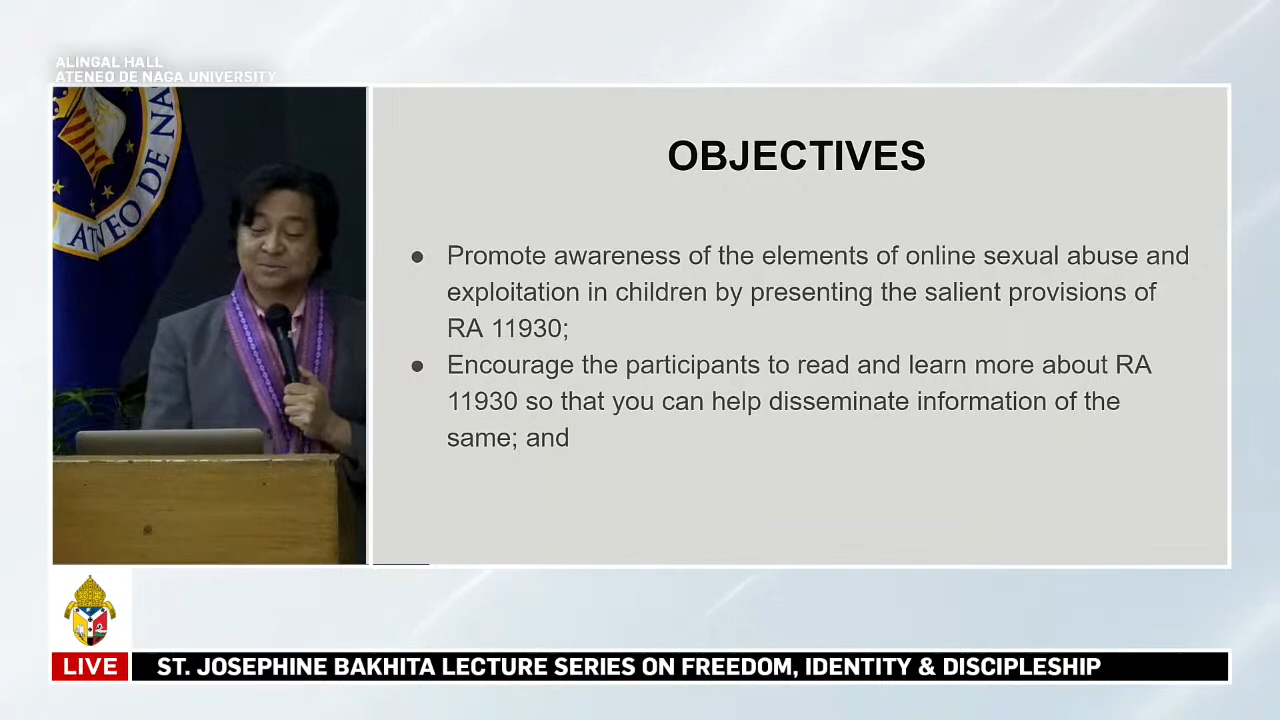 ALINGAL HALL
ATENEO DE NAGA UNIVERSITY
ATENEO DE NA
OBJECTIVES
● Promote awareness of the elements of online sexual abuse and
exploitation in children by presenting the salient provisions of
RA 11930;
● Encourage the participants to read and learn more about RA
11930 so that you can help disseminate information of the
same; and
LIVE
ST. JOSEPHINE BAKHITA LECTURE SERIES ON FREEDOM, IDENTITY & DISCIPLESHIP